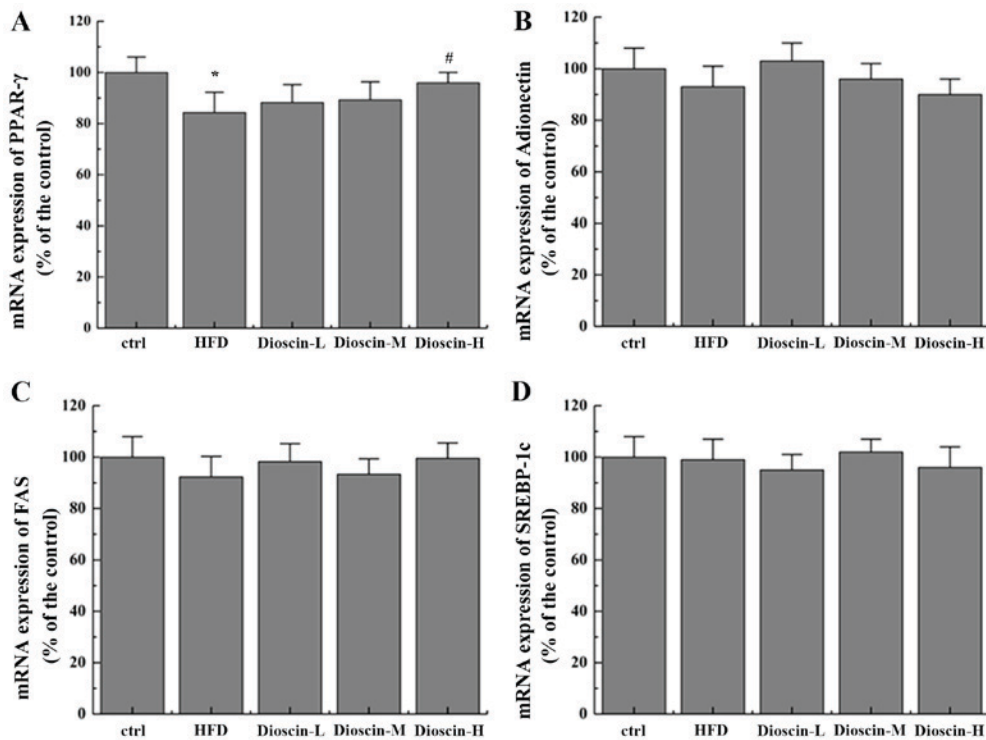 A
mRNA expression of PPAR-γ
(% of the control)
120
100
80
60
40
20
0
*
#
ctrl HFD Dioscin-L Dioscin-M Dioscin-H
B
mRNA expression of Adionectin
(% of the control)
120
100
80
60
40
20
0
ctrl HFD Dioscin-L Dioscin-M Dioscin-H
C
mRNA expression of FAS
(% of the control)
120
100
80
60
40
20
0
ctrl HFD Dioscin-L Dioscin-M Dioscin-H
D
mRNA expression of SREBP-1c
(% of the control)
120
100
80
60
40
20
0
ctrl HFD Dioscin-L Dioscin-M Dioscin-H